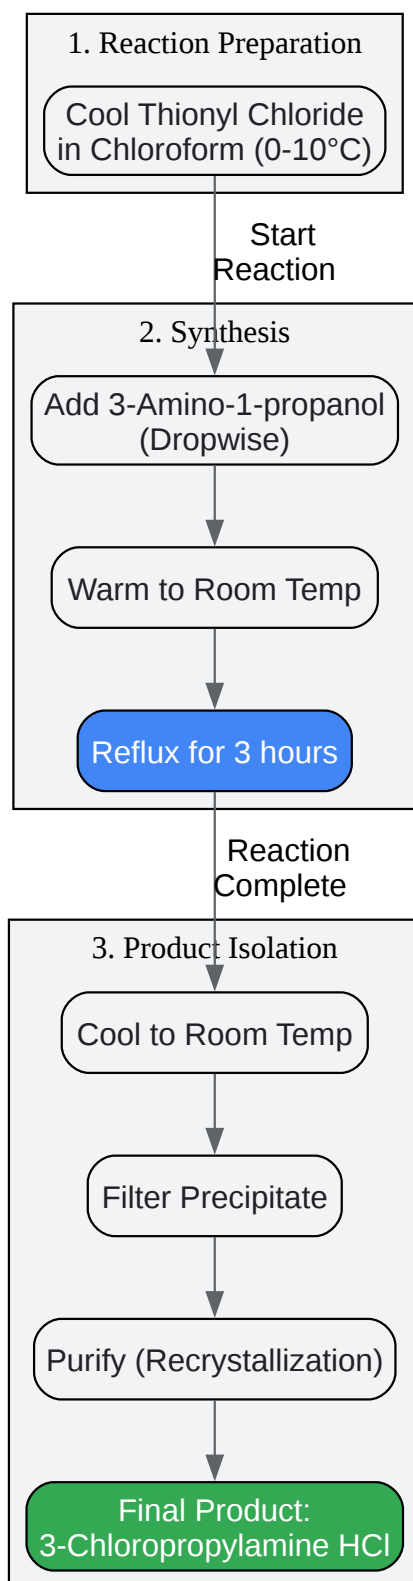 1. Reaction Preparation
Cool Thionyl Chloride
in Chloroform (0-10°C)
Start
Reaction
2. Synthesis
Add 3-Amino-1-propanol
(Dropwise)
Warm to Room Temp
Reflux for 3 hours
Reaction
Complete
3. Product Isolation
Cool to Room Temp
Filter Precipitate
Purify (Recrystallization)
Final Product:
3-Chloropropylamine HCl